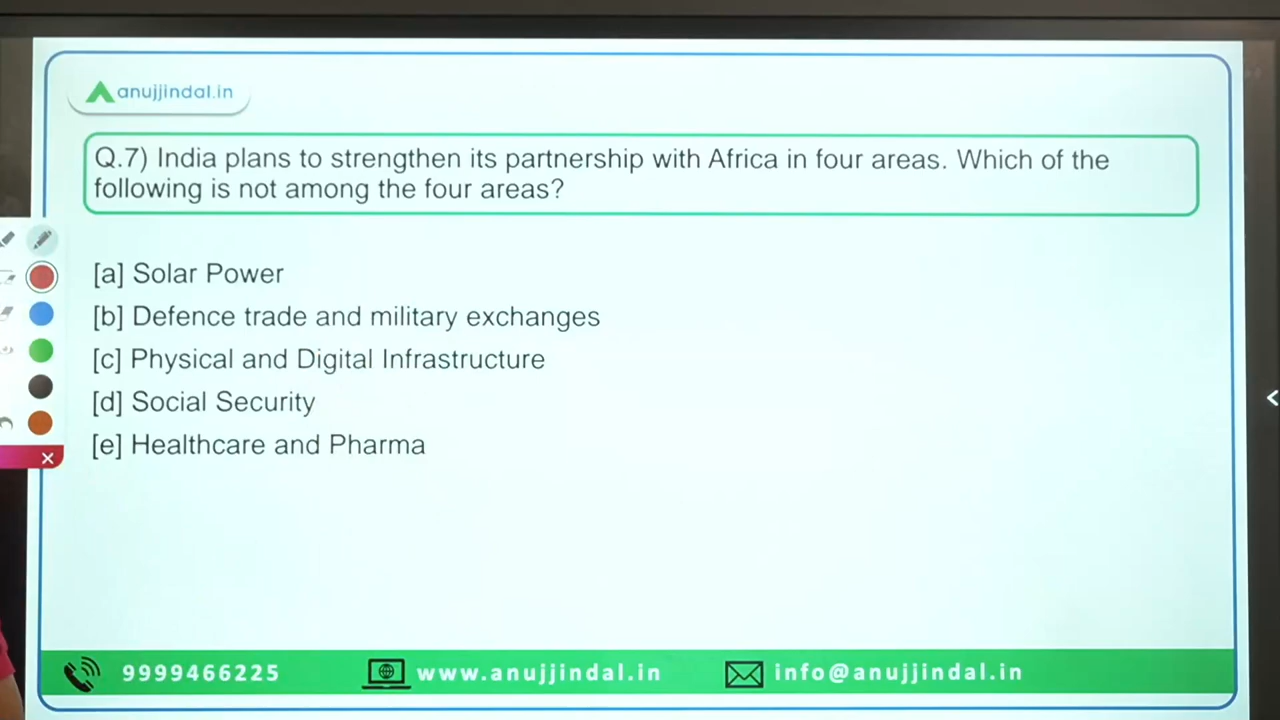 anujjindal.in
Q.7) India plans to strengthen its partnership with Africa in four areas. Which of the
following is not among the four areas?
[a] Solar Power
[b] Defence trade and military exchanges
[c] Physical and Digital Infrastructure
[d] Social Security
[e] Healthcare and Pharma
9999466225 www.anujjindal.in info@anujjindal.in